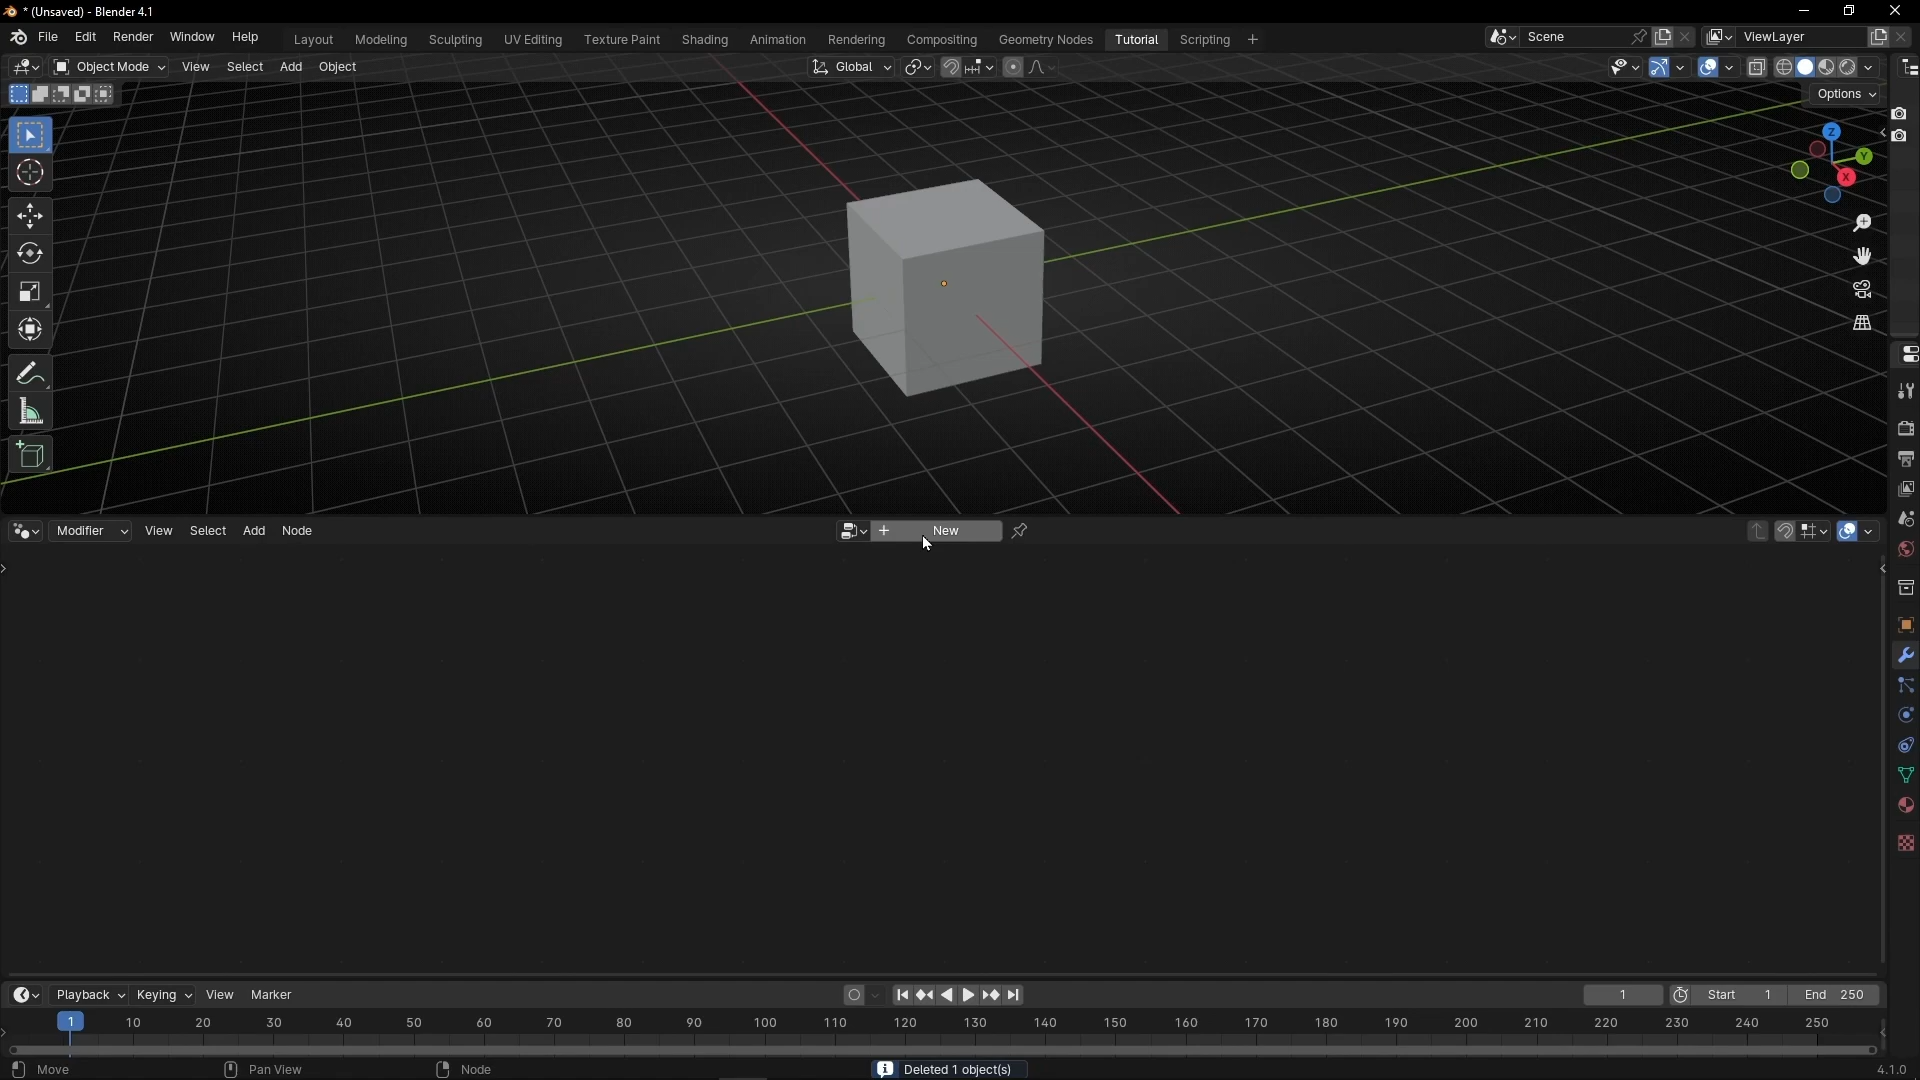 * (Unsaved) - Blender 4.1
File Edit Render Window Help Layout Modeling Sculpting UV Editing Texture Paint Shading Animation Rendering Compositing Geometry Nodes Tutorial Scripting + Scene ViewLayer
Object Mode View Select Add Object Global
Options
Z
Y
X
Modifier View Select Add Node + New
Playback Keying View Marker 1 Start 1 End 250
1 10 20 30 40 50 60 70 80 90 100 110 120 130 140 150 160 170 180 190 200 210 220 230 240 250
Move Pan View Node Deleted 1 object(s) 4.1.0